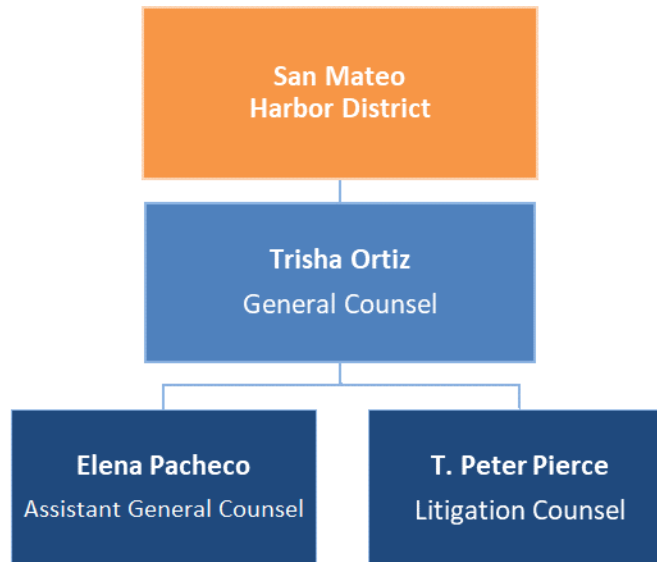 San Mateo
Harbor District
Trisha Ortiz
General Counsel
Elena Pacheco
Assistant General Counsel
T. Peter Pierce
Litigation Counsel